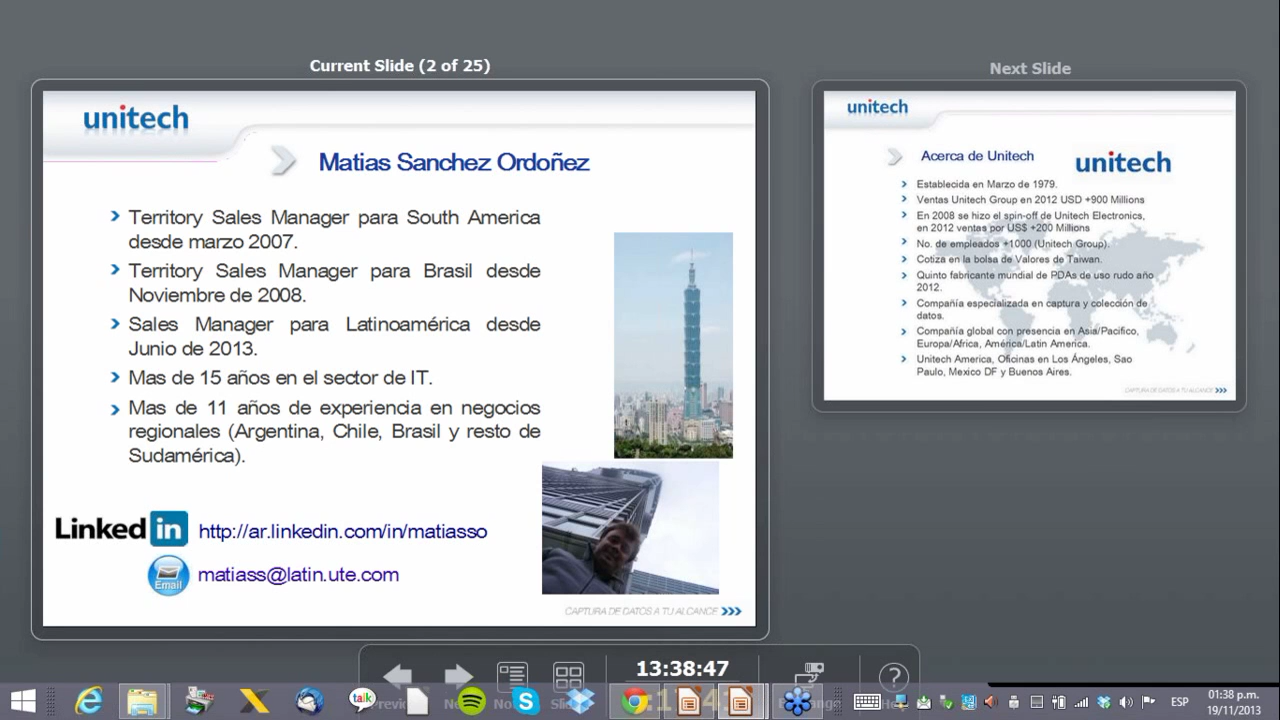 Current Slide (2 of 25)
unitech
Matias Sanchez Ordoñez
Territory Sales Manager para South America
desde marzo 2007.
Territory Sales Manager para Brasil desde
Noviembre de 2008.
Sales Manager para Latinoamérica desde
Junio de 2013.
Mas de 15 años en el sector de IT.
Mas de 11 años de experiencia en negocios
regionales (Argentina, Chile, Brasil y resto de
Sudamérica).
Linked in http://ar.linkedin.com/in/matiasso
Email matiass@latin.ute.com
CAPTURA DE DATOS A TU ALCANCE
Next Slide
unitech
Acerca de Unitech
unitech
Establecida en Marzo de 1979.
Ventas Unitech Group en 2012 USD +900 Millions
En 2008 se hizo el spin-off de Unitech Electronics,
en 2012 ventas por US$ +200 Millions
No. de empleados +1000 (Unitech Group).
Cotiza en la bolsa de Valores de Taiwan.
Quinto fabricante mundial de PDAs de uso rudo año
2012.
Compañía especializada en captura y colección de
datos.
Compañía global con presencia en Asia/Pacifico,
Europa/Africa, América/Latin America.
Unitech America, Oficinas en Los Ángeles, Sao
Paulo, Mexico DF y Buenos Aires.
CAPTURA DE DATOS A TU ALCANCE
13:38:47
?
talk
ESP
01:38 p.m.
19/11/2013